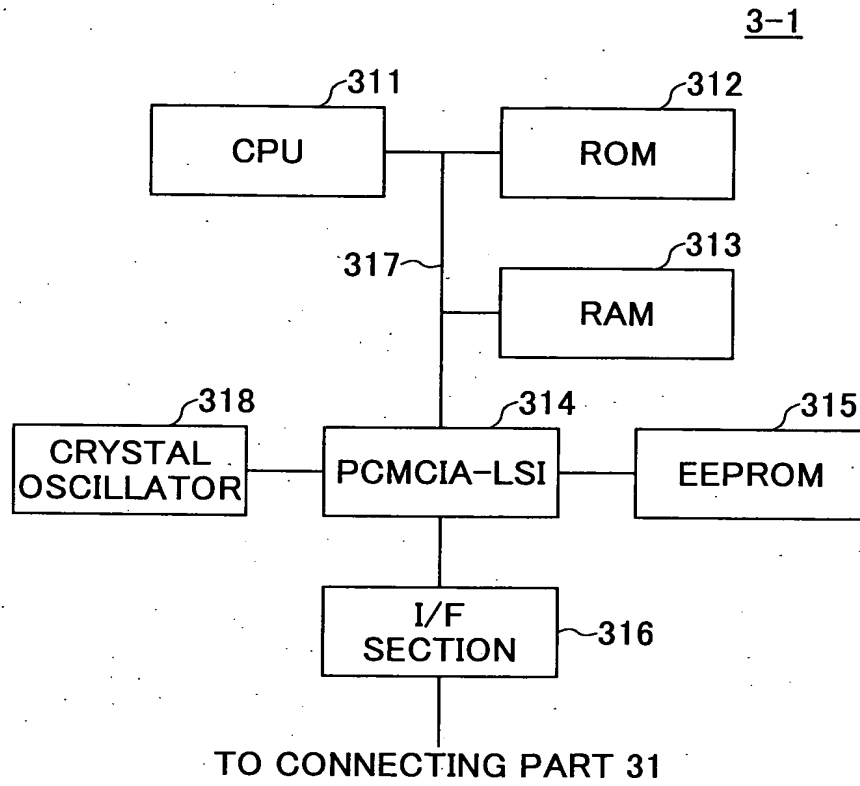 3-1
311
312
CPU
ROM
313
317
RAM
318
314
315
CRYSTAL
OSCILLATOR
PCMCIA-LSI
EEPROM
I/F
SECTION
316
TO CONNECTING PART 31